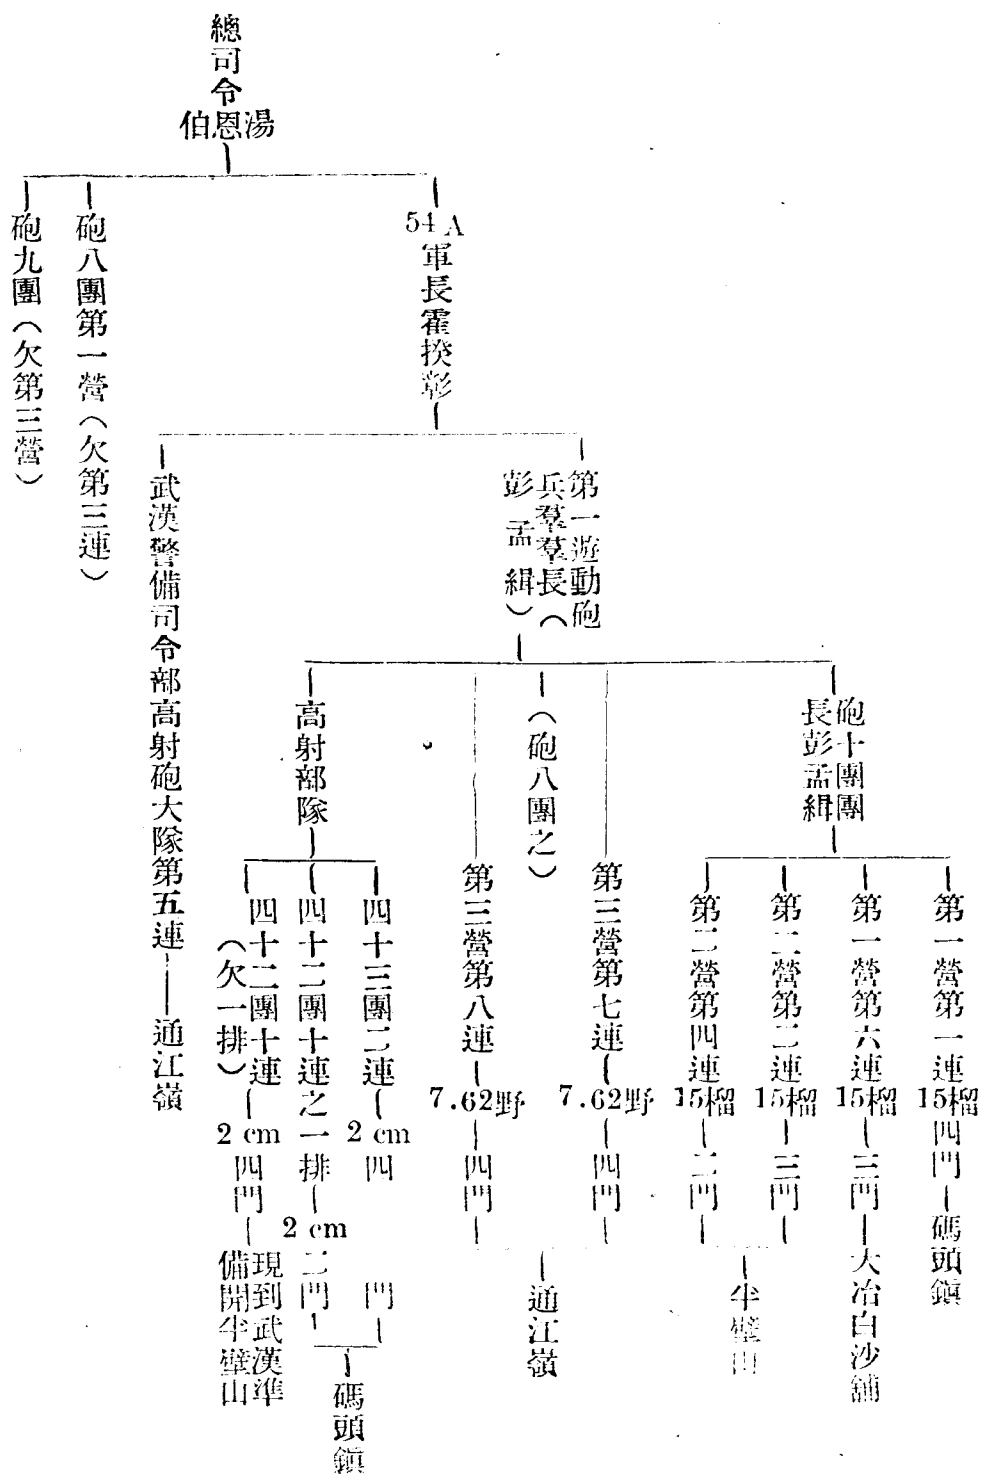 總司令
湯恩伯
54A
軍長霍揆彰
砲八團第一營（欠第三連）
砲九團（欠第三營）
第一遊動砲
兵羣羣長（
彭孟緝）
武漢警備司令部高射砲大隊第五連——通江嶺
砲十團團
長彭孟緝
（砲八團之）
高射部隊
第一營第一連
15榴
四門
碼頭鎮
第一營第六連
15榴
三門
大冶白沙舖
第二營第二連
15榴
三門
第二營第四連
15榴
二門
半壁山
第三營第七連
7.62野
四門
第三營第八連
7.62野
四門
通江嶺
四十三團二連
2 cm
四門
四十二團十連之一排
2 cm
二門
碼頭鎮
四十二團十連
（欠一排）
2 cm
四門
現到武漢準
備開半壁山